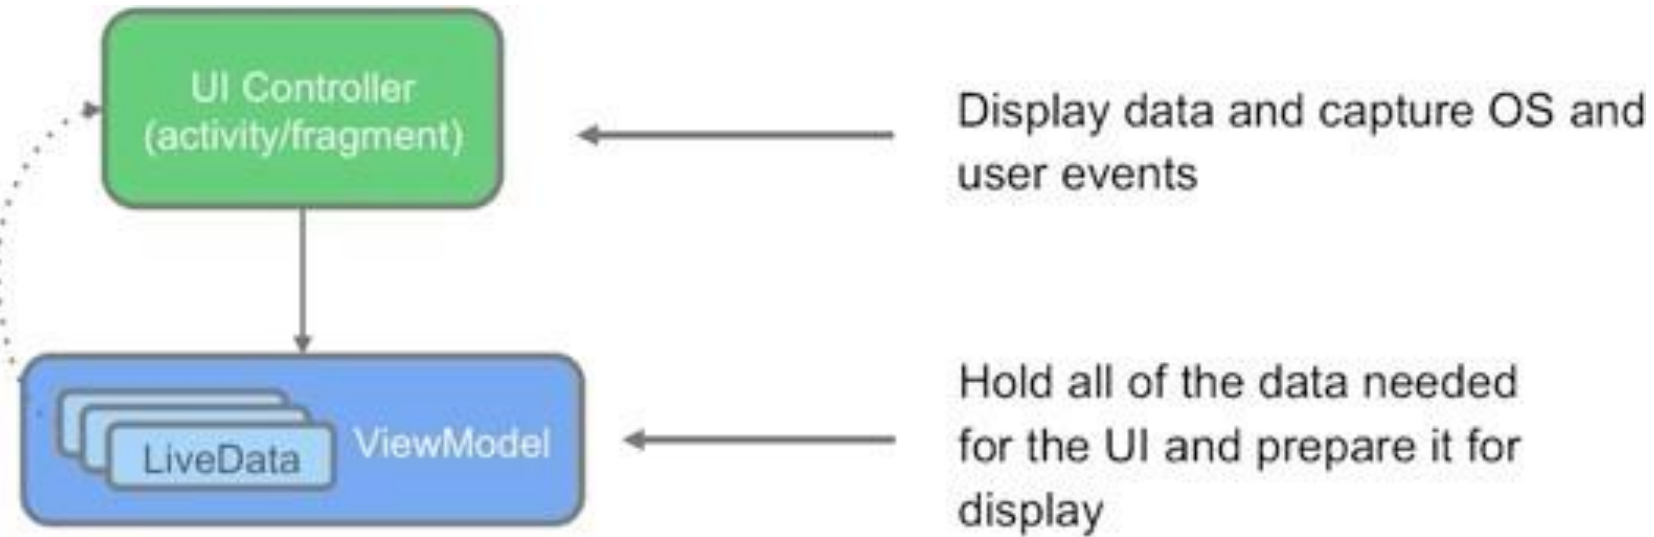 UI Controller
(activity/fragment)
Display data and capture OS and
user events
LiveData
ViewModel
Hold all of the data needed
for the UI and prepare it for
display